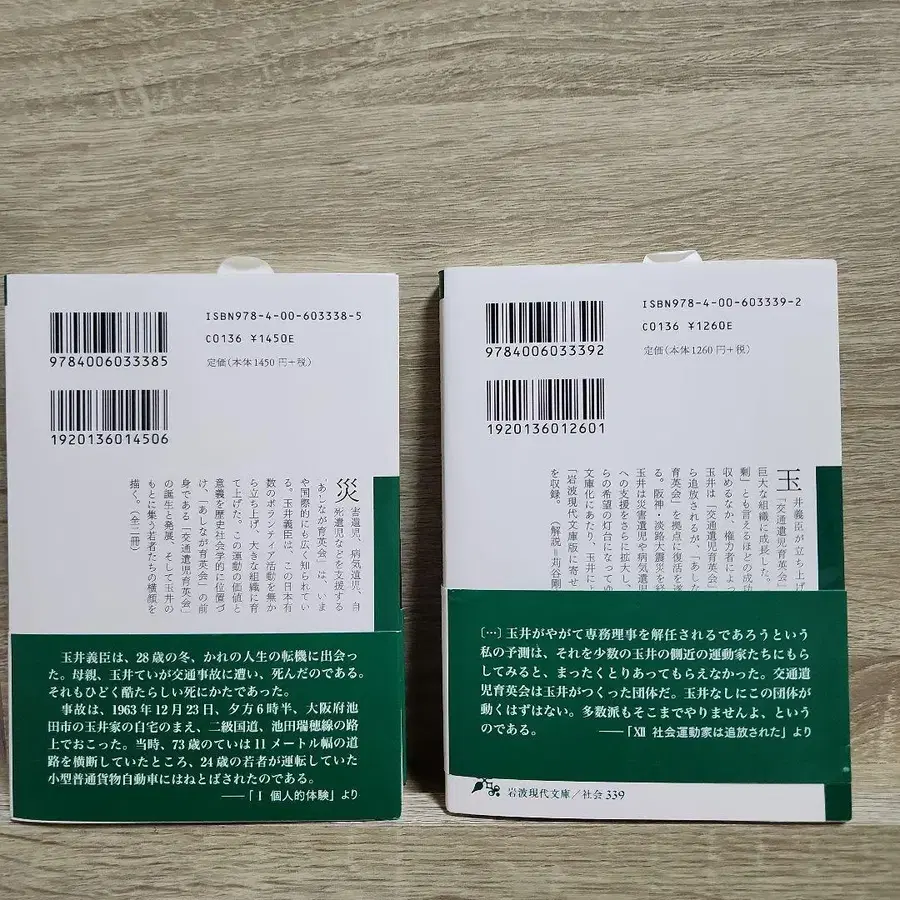 ISBN978-4-00-603338-5
C0136 ¥1450E
定価(本体1450円+税)
9784006033385
1920136014506
災害遺児、病気遺児、自
死遺児などを支援する
「あしなが育英会」は、いま
や国際的にも広く知られてい
る。玉井義臣は、この日本有
数のボランティア活動を無か
ら立ち上げ、大きな組織に育
て上げた。この運動の価値と
意義を歴史社会学的に位置づ
け、「あしなが育英会」の前
身である「交通遺児育英会」
の誕生と発展、そして玉井の
もとに集う若者たちの横顔を
描く。(全二冊)
玉井義臣は、28歳の冬、かれの人生の転機に出会っ
た。母親、玉井ていが交通事故に遭い、死んだのである。
それもひどく酷たらしい死にかたであった。
事故は、1963年12月23日、夕方6時半、大阪府池
田市の玉井家の自宅のまえ、二級国道、池田瑞穂線の路
上でおこった。当時、73歳のていは11メートル幅の道
路を横断していたところ、24歳の若者が運転していた
小型普通貨物自動車にはねとばされたのである。
——「Ⅰ 個人的体験」より
ISBN978-4-00-603339-2
C0136 ¥1260E
定価(本体1260円+税)
9784006033392
1920136012601
玉井義臣が立ち上げ
「交通遺児育英会」
巨大な組織に成長した。
剰」とも言えるほどの成功
収めるなか、権力者によっ
玉井は「交通遺児育英会」
ら追放されるが、「あしな
育英会」を拠点に復活を遂
る。阪神・淡路大震災を経
玉井は災害遺児や病気遺児
への支援をさらに拡大し、
らの希望の灯台になってゆ
文庫化にあたり、玉井によ
「岩波現代文庫版に寄せ
を収録。(解説=苅谷剛
〔…〕玉井がやがて専務理事を解任されるであろうという
私の予測は、それを少数の玉井の側近の運動家たちにもら
してみると、まったくとりあってもらえなかった。交通遺
児育英会は玉井がつくった団体だ。玉井なしにこの団体が
動くはずはない。多数派もそこまでやりませんよ、という
のである。 ——「Ⅻ 社会運動家は追放された」より
岩波現代文庫/社会 339